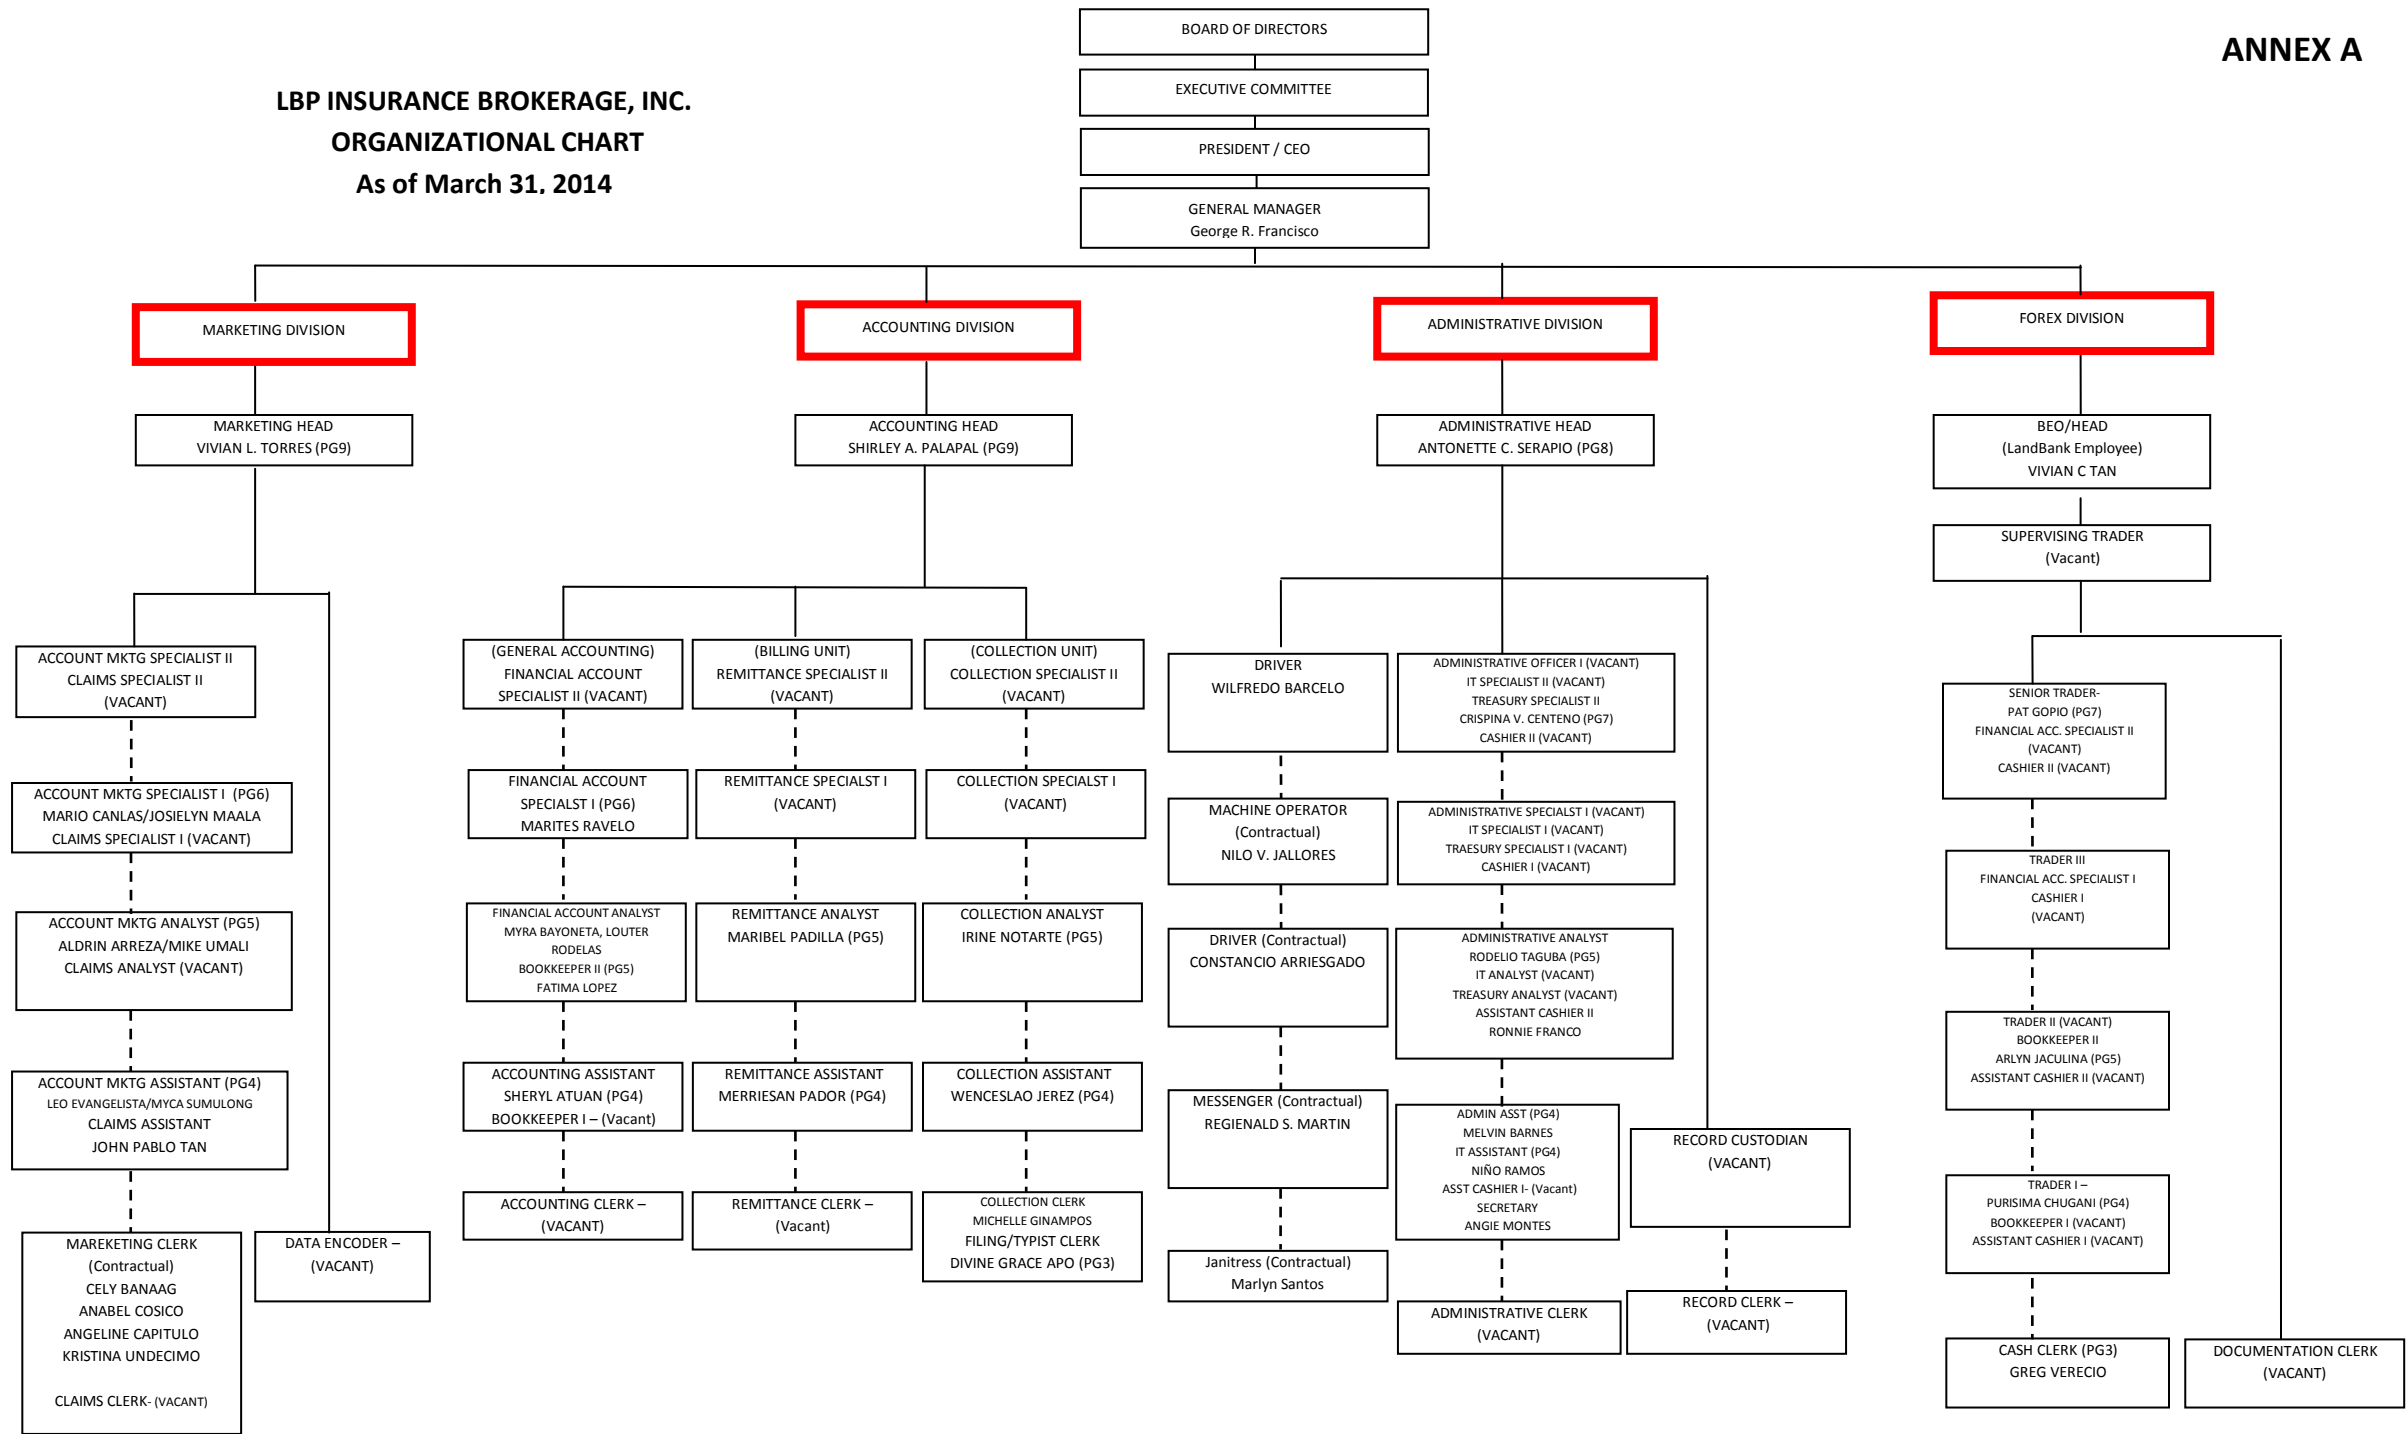 BOARD OF DIRECTORS
ANNEX A
EXECUTIVE COMMITTEE
LBP INSURANCE BROKERAGE, INC.
ORGANIZATIONAL CHART
As of March 31, 2014
PRESIDENT / CEO
GENERAL MANAGER
George R. Francisco
MARKETING DIVISION
ACCOUNTING DIVISION
ADMINISTRATIVE DIVISION
FOREX DIVISION
MARKETING HEAD
VIVIAN L. TORRES (PG9)
ACCOUNTING HEAD
SHIRLEY A. PALAPAL (PG9)
ADMINISTRATIVE HEAD
ANTONETTE C. SERAPIO (PG8)
BEO/HEAD
(LandBank Employee)
VIVIAN C TAN
SUPERVISING TRADER
(Vacant)
ACCOUNT MKTG SPECIALIST II
CLAIMS SPECIALIST II
(VACANT)
ACCOUNT MKTG SPECIALIST I (PG6)
MARIO CANLAS/JOSIELYN MAALA
CLAIMS SPECIALIST I (VACANT)
ACCOUNT MKTG ANALYST (PG5)
ALDRIN ARREZA/MIKE UMALI
CLAIMS ANALYST (VACANT)
ACCOUNT MKTG ASSISTANT (PG4)
LEO EVANGELISTA/MYCA SUMULONG
CLAIMS ASSISTANT
JOHN PABLO TAN
MAREKETING CLERK
(Contractual)
CELY BANAAG
ANABEL COSICO
ANGELINE CAPITULO
KRISTINA UNDECIMO
CLAIMS CLERK- (VACANT)
DATA ENCODER –
(VACANT)
(GENERAL ACCOUNTING)
FINANCIAL ACCOUNT
SPECIALIST II (VACANT)
FINANCIAL ACCOUNT
SPECIALST I (PG6)
MARITES RAVELO
FINANCIAL ACCOUNT ANALYST
MYRA BAYONETA, LOUTER
RODELAS
BOOKKEEPER II (PG5)
FATIMA LOPEZ
ACCOUNTING ASSISTANT
SHERYL ATUAN (PG4)
BOOKKEEPER I – (Vacant)
ACCOUNTING CLERK –
(VACANT)
(BILLING UNIT)
REMITTANCE SPECIALIST II
(VACANT)
REMITTANCE SPECIALST I
(VACANT)
REMITTANCE ANALYST
MARIBEL PADILLA (PG5)
REMITTANCE ASSISTANT
MERRIESAN PADOR (PG4)
REMITTANCE CLERK –
(Vacant)
(COLLECTION UNIT)
COLLECTION SPECIALIST II
(VACANT)
COLLECTION SPECIALST I
(VACANT)
COLLECTION ANALYST
IRINE NOTARTE (PG5)
COLLECTION ASSISTANT
WENCESLAO JEREZ (PG4)
COLLECTION CLERK
MICHELLE GINAMPOS
FILING/TYPIST CLERK
DIVINE GRACE APO (PG3)
DRIVER
WILFREDO BARCELO
MACHINE OPERATOR
(Contractual)
NILO V. JALLORES
DRIVER (Contractual)
CONSTANCIO ARRIESGADO
MESSENGER (Contractual)
REGIENALD S. MARTIN
Janitress (Contractual)
Marlyn Santos
ADMINISTRATIVE OFFICER I (VACANT)
IT SPECIALIST II (VACANT)
TREASURY SPECIALIST II
CRISPINA V. CENTENO (PG7)
CASHIER II (VACANT)
ADMINISTRATIVE SPECIALST I (VACANT)
IT SPECIALIST I (VACANT)
TRAESURY SPECIALIST I (VACANT)
CASHIER I (VACANT)
ADMINISTRATIVE ANALYST
RODELIO TAGUBA (PG5)
IT ANALYST (VACANT)
TREASURY ANALYST (VACANT)
ASSISTANT CASHIER II
RONNIE FRANCO
ADMIN ASST (PG4)
MELVIN BARNES
IT ASSISTANT (PG4)
NIÑO RAMOS
ASST CASHIER I- (Vacant)
SECRETARY
ANGIE MONTES
ADMINISTRATIVE CLERK
(VACANT)
RECORD CUSTODIAN
(VACANT)
RECORD CLERK –
(VACANT)
SENIOR TRADER-
PAT GOPIO (PG7)
FINANCIAL ACC. SPECIALIST II
(VACANT)
CASHIER II (VACANT)
TRADER III
FINANCIAL ACC. SPECIALIST I
CASHIER I
(VACANT)
TRADER II (VACANT)
BOOKKEEPER II
ARLYN JACULINA (PG5)
ASSISTANT CASHIER II (VACANT)
TRADER I –
PURISIMA CHUGANI (PG4)
BOOKKEEPER I (VACANT)
ASSISTANT CASHIER I (VACANT)
CASH CLERK (PG3)
GREG VERECIO
DOCUMENTATION CLERK
(VACANT)